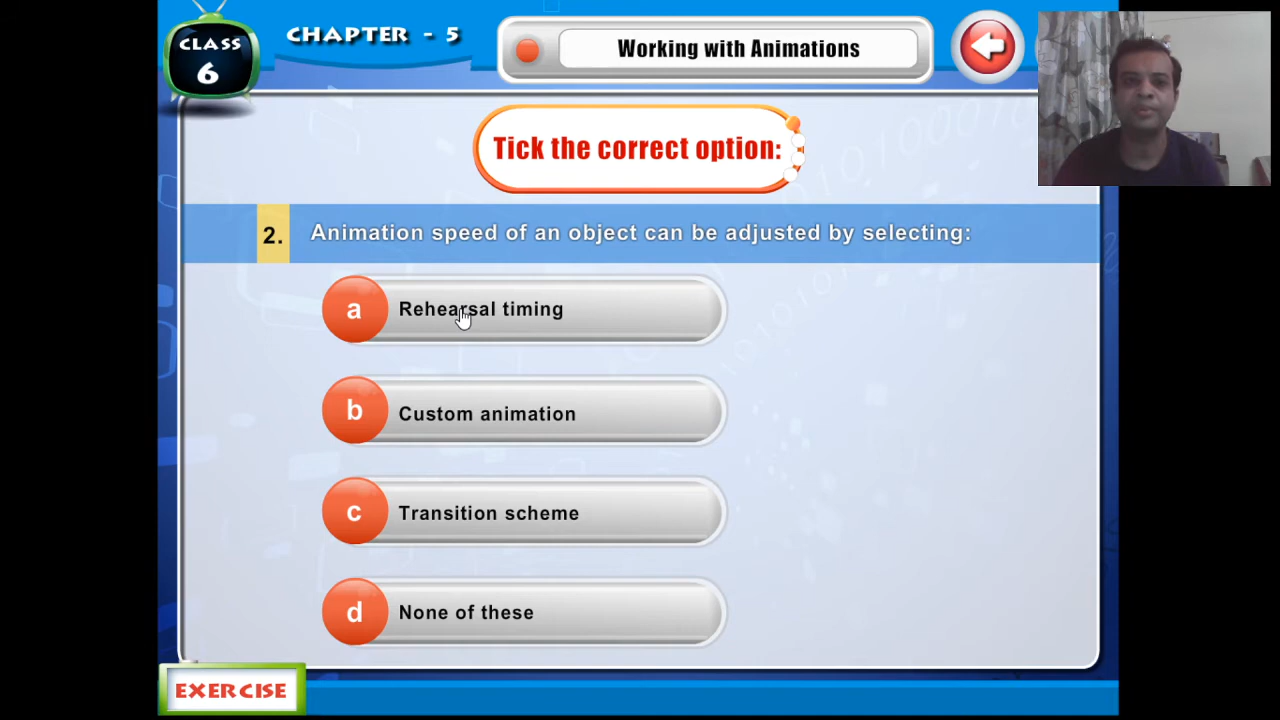 CLASS
6
CHAPTER - 5
Working with Animations
Tick the correct option:
2. Animation speed of an object can be adjusted by selecting:
a Rehearsal timing
b Custom animation
c Transition scheme
d None of these
EXERCISE